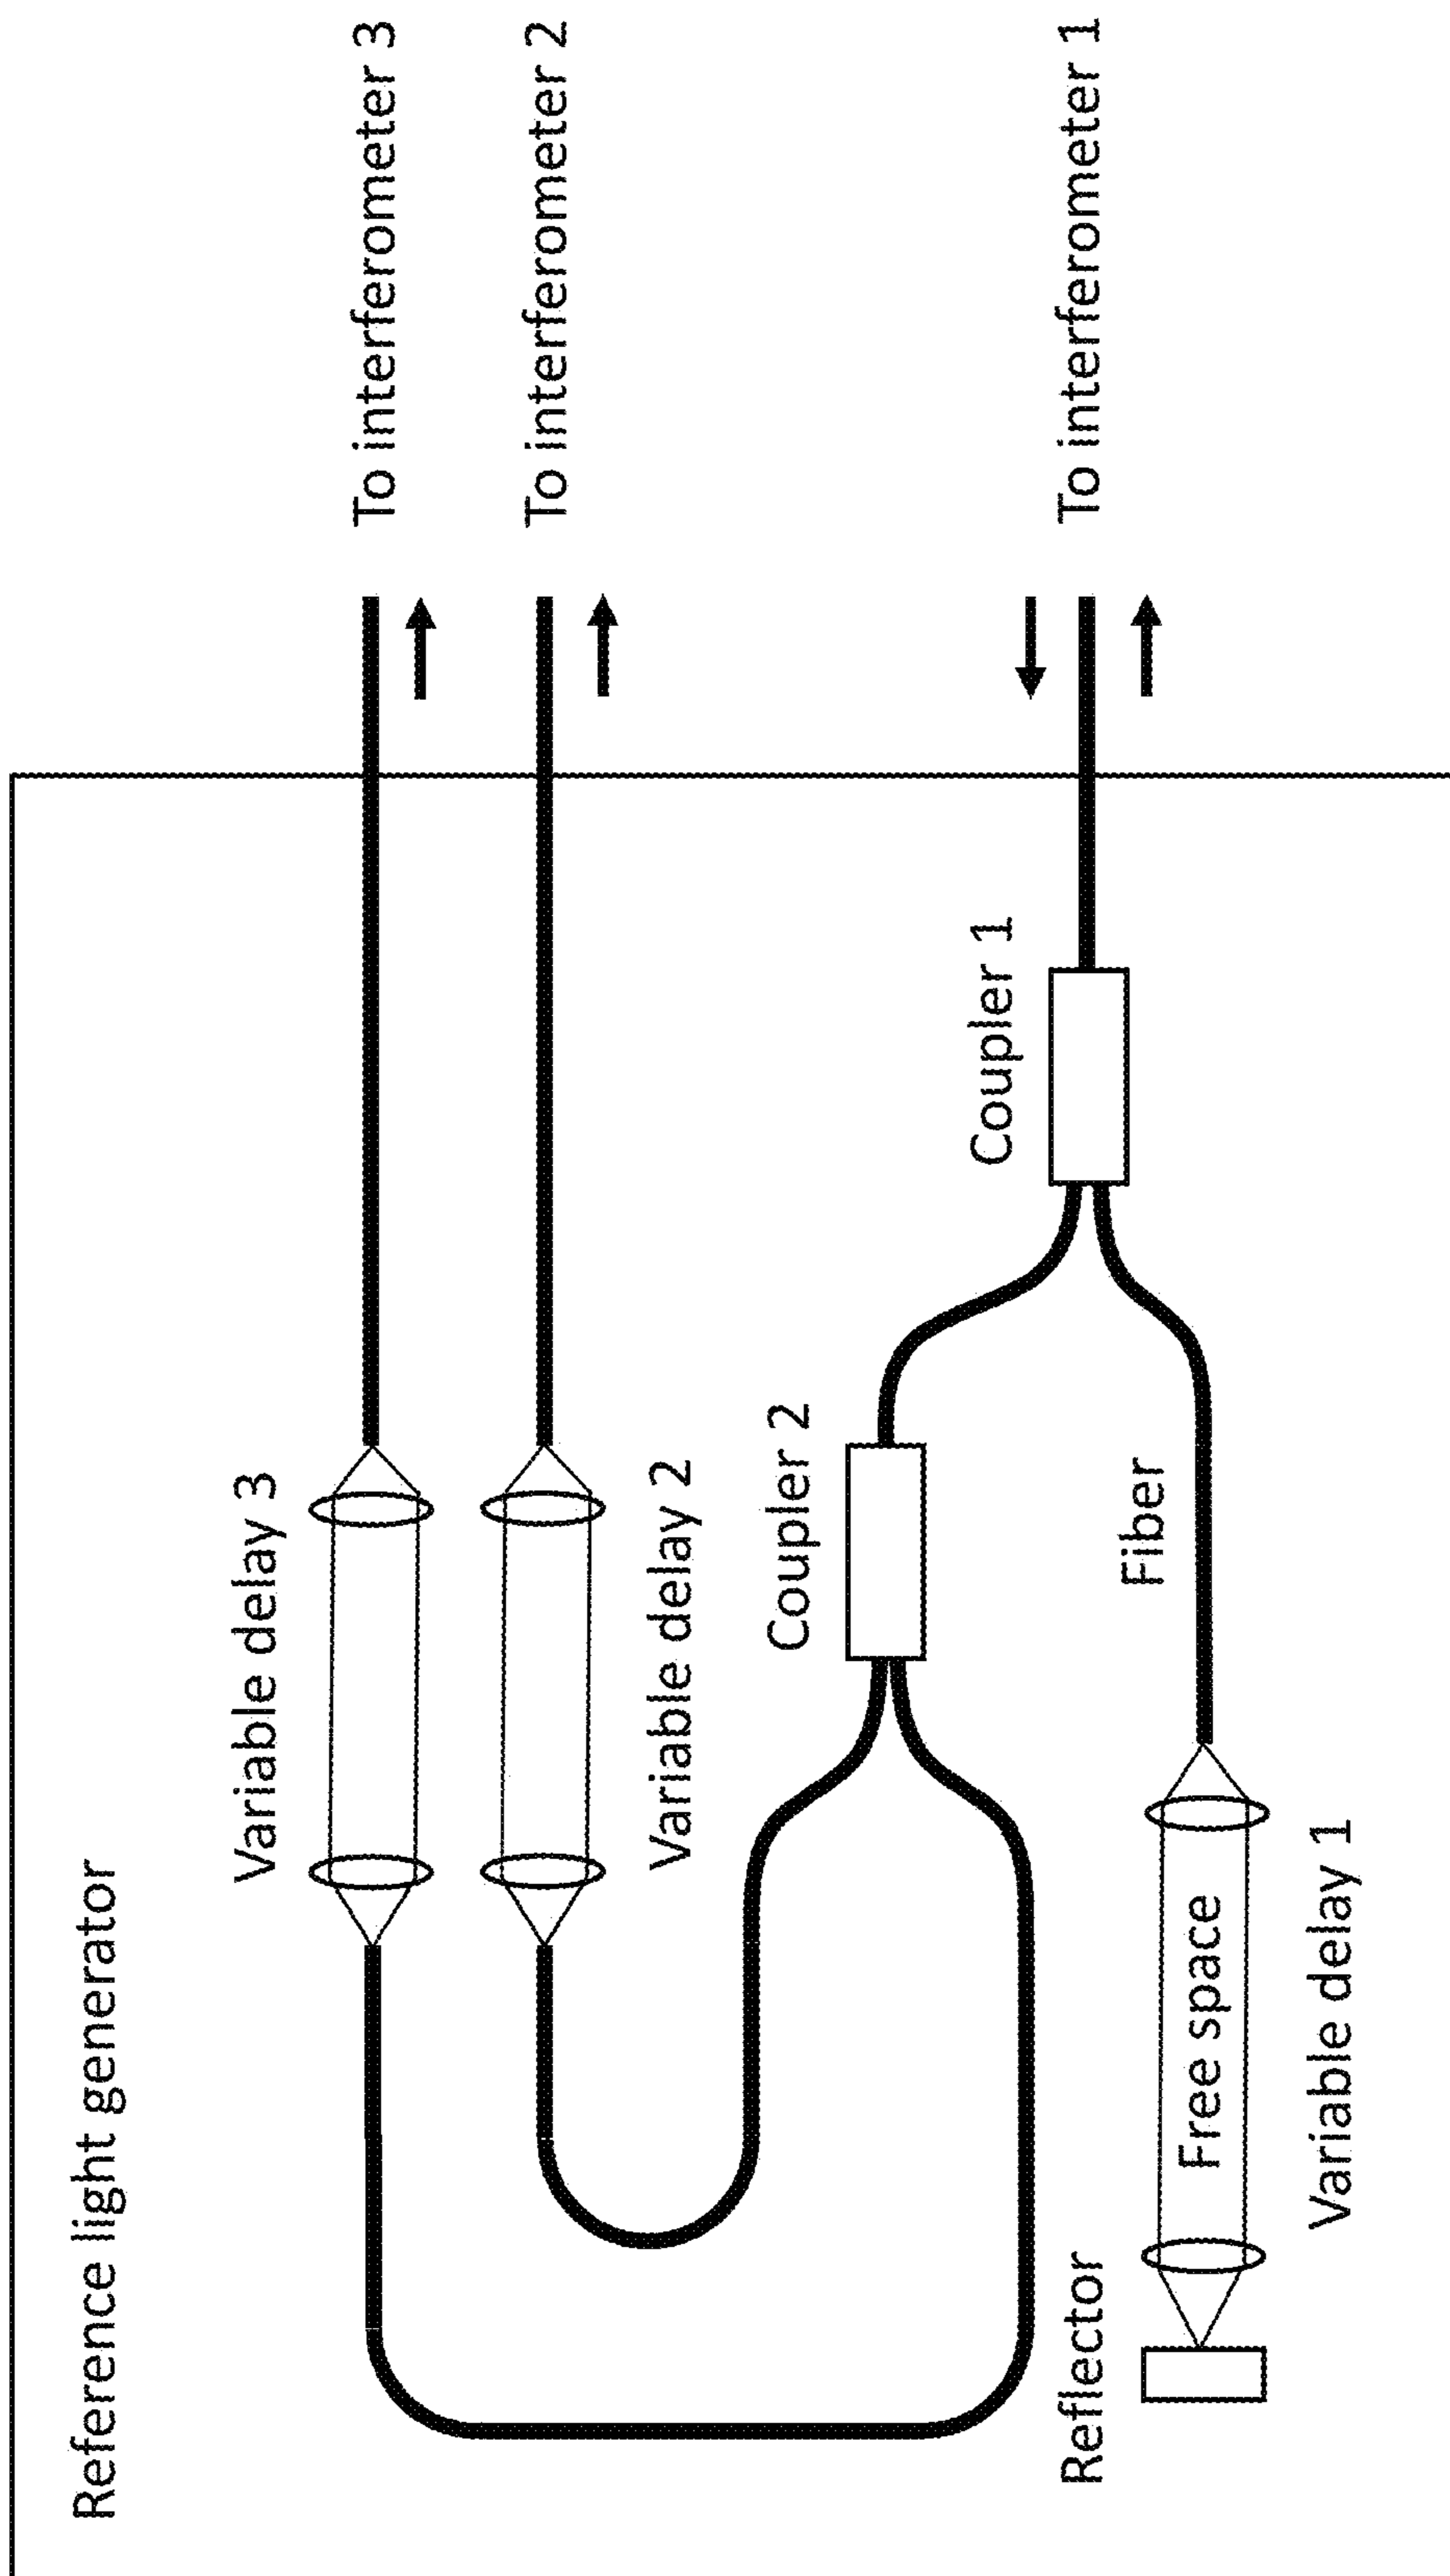 Reference light generator
Variable delay 3
To interferometer 3
To interferometer 2
Variable delay 2
Coupler 2
Coupler 1
To interferometer 1
Reflector
Fiber
Free space
Variable delay 1